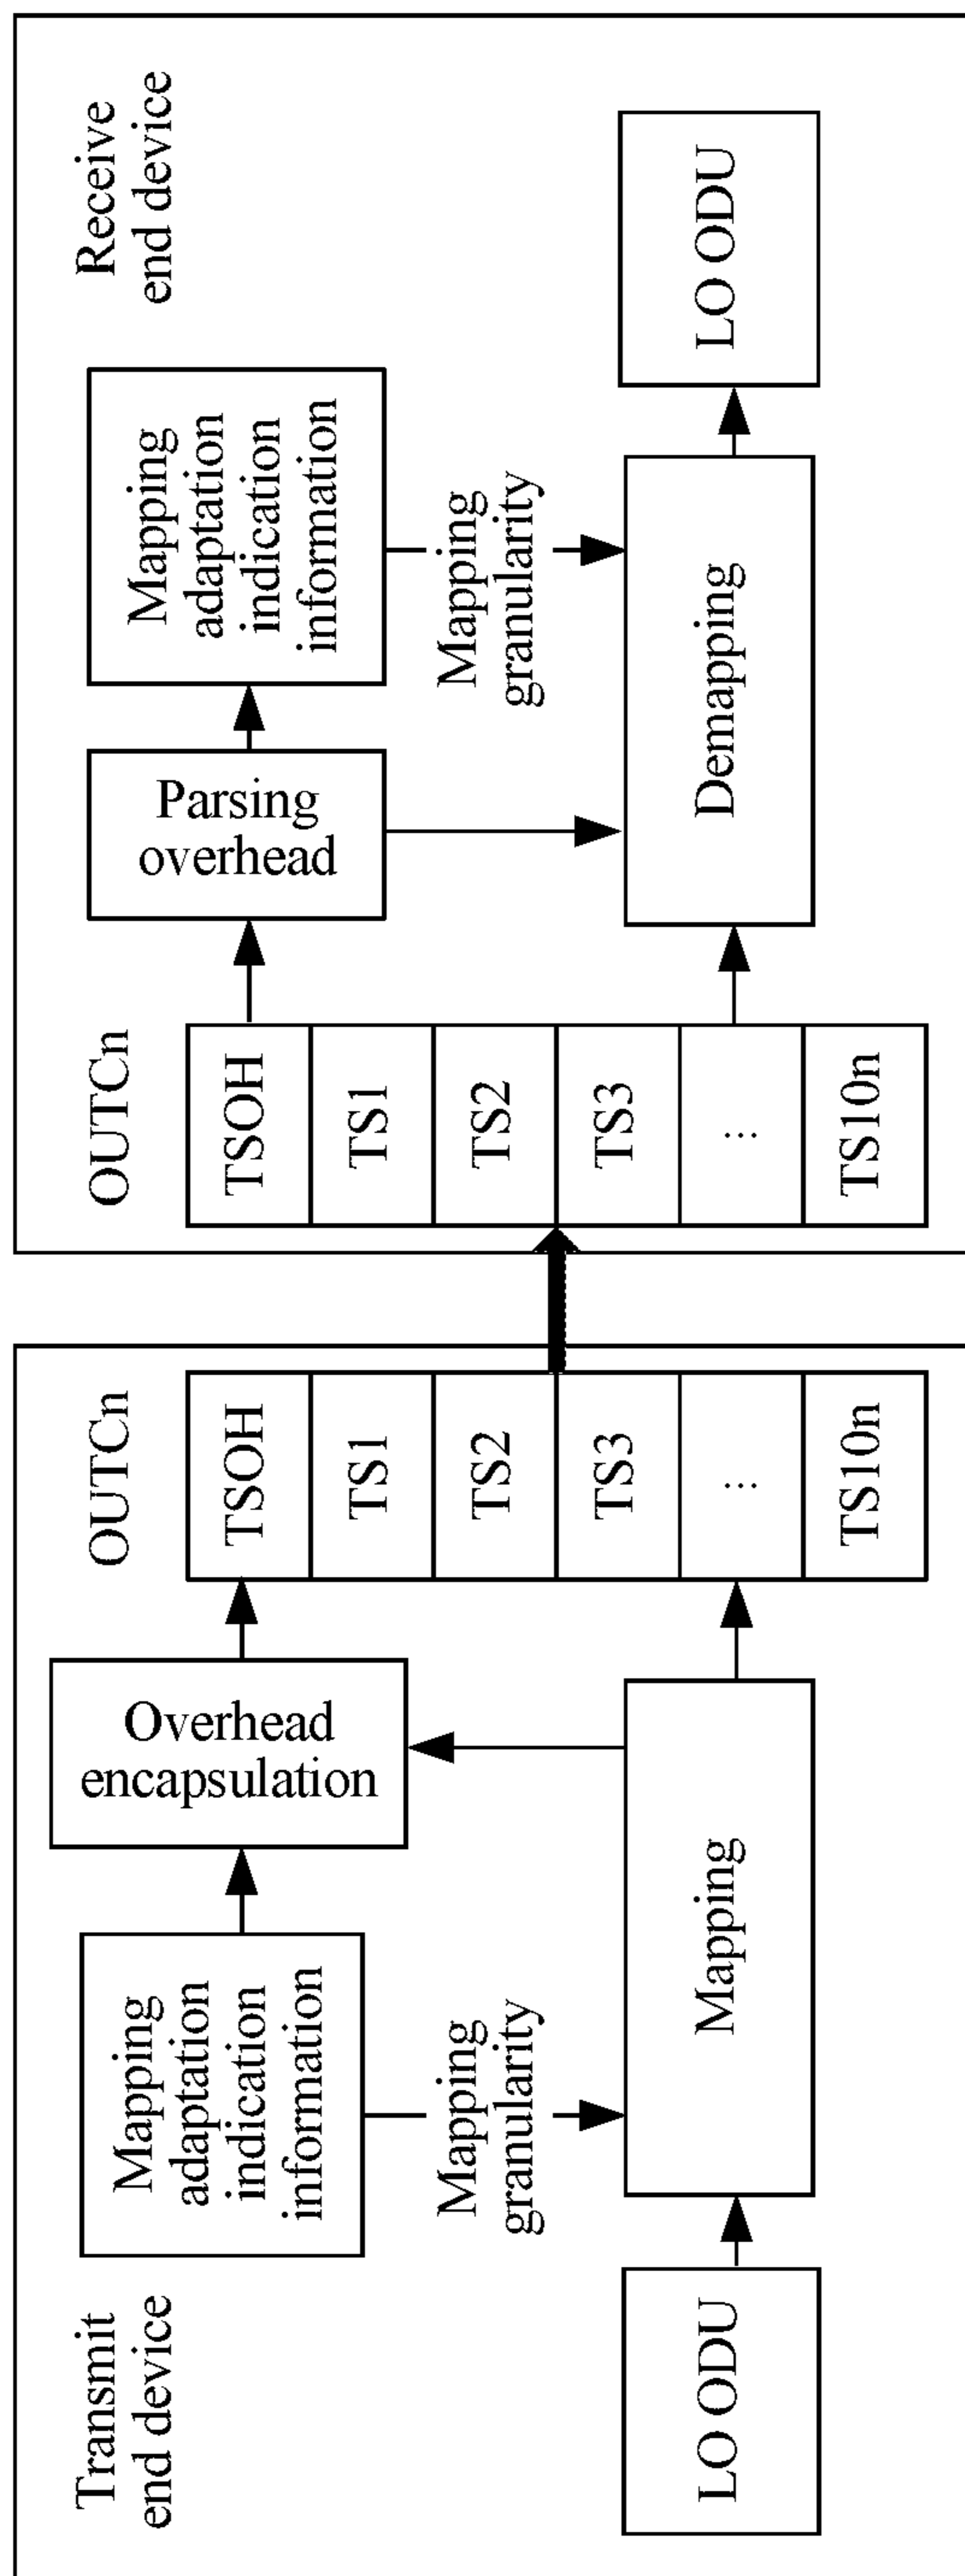 Transmit
end device
Mapping
adaptation
indication
information
Overhead
encapsulation
Mapping
granularity
LO ODU
Mapping
OUTCn
TSOH
TS1
TS2
TS3
...
TS10n
Receive
end device
OUTCn
TSOH
TS1
TS2
TS3
...
TS10n
Parsing
overhead
Mapping
adaptation
indication
information
Mapping
granularity
Demapping
LO ODU